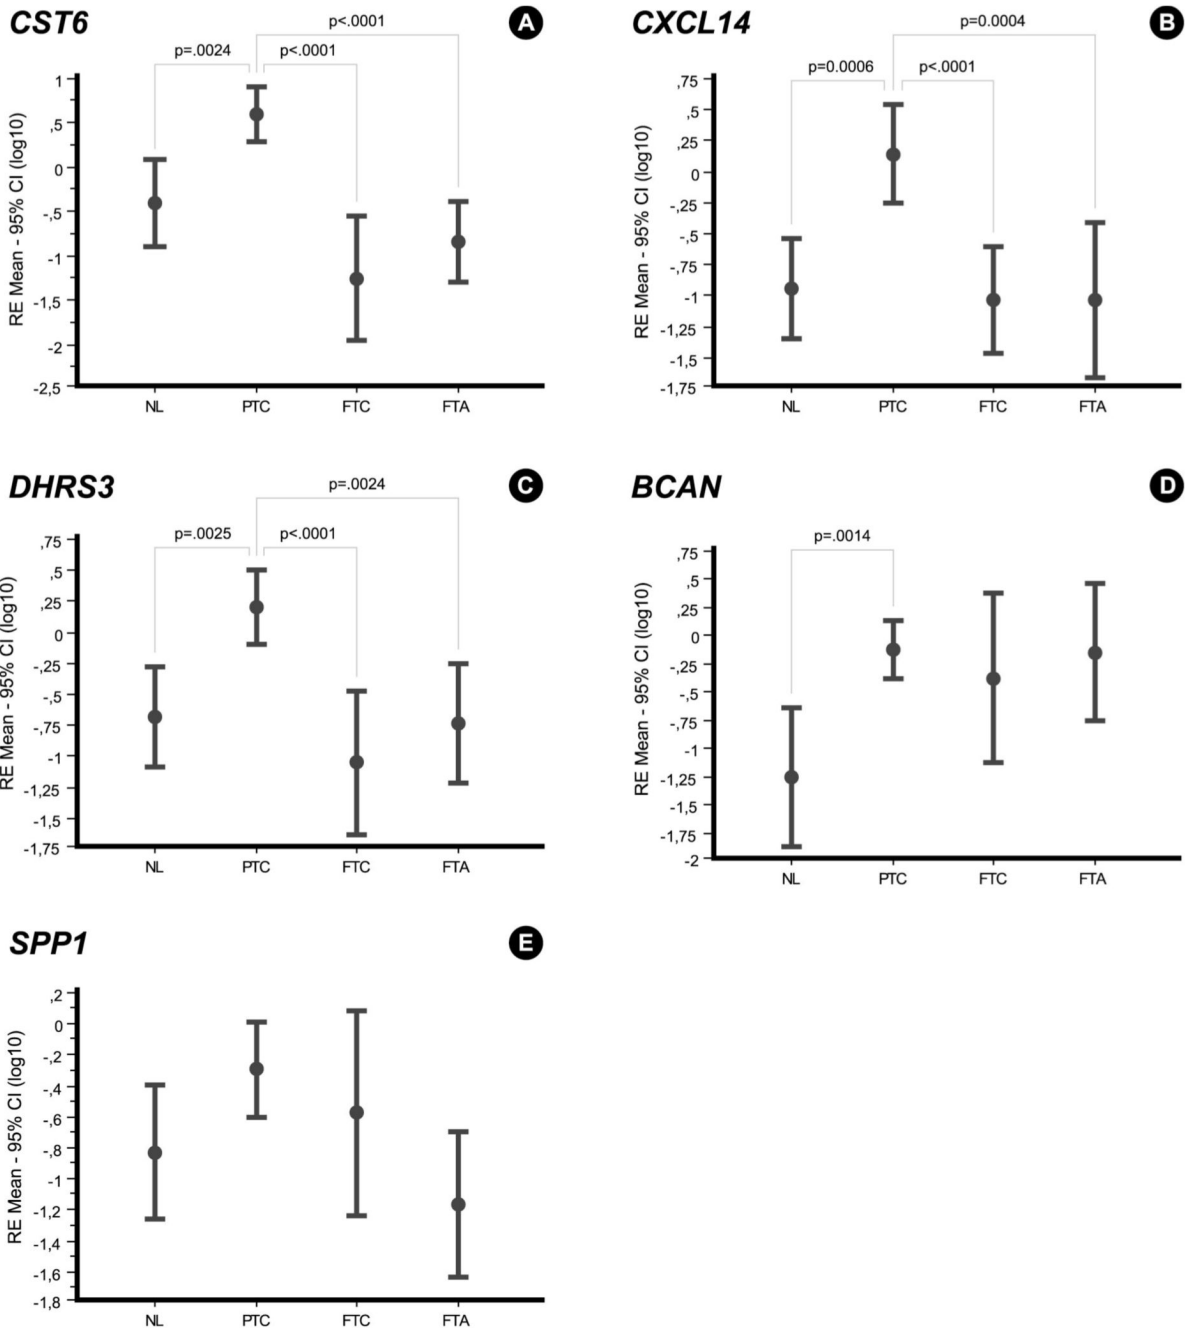 CST6
A
p<.0001
p=.0024
p<.0001
RE Mean - 95% CI (log10)
1
,5
0
-,5
-1
-1,5
-2
-2,5
NL PTC FTC FTA
CXCL14
B
p=0.0004
p=0.0006
p<.0001
RE Mean - 95% CI (log10)
,75
,5
,25
0
-,25
-,5
-,75
-1
-1,25
-1,5
-1,75
NL PTC FTC FTA
DHRS3
C
p=.0024
p=.0025
p<.0001
RE Mean - 95% CI (log10)
,75
,5
,25
0
-,25
-,5
-,75
-1
-1,25
-1,5
-1,75
NL PTC FTC FTA
BCAN
D
p=.0014
RE Mean - 95% CI (log10)
,75
,5
,25
0
-,25
-,5
-,75
-1
-1,25
-1,5
-1,75
-2
NL PTC FTC FTA
SPP1
E
RE Mean - 95% CI (log10)
,2
0
-,2
-,4
-,6
-,8
-1
-1,2
-1,4
-1,6
-1,8
NL PTC FTC FTA